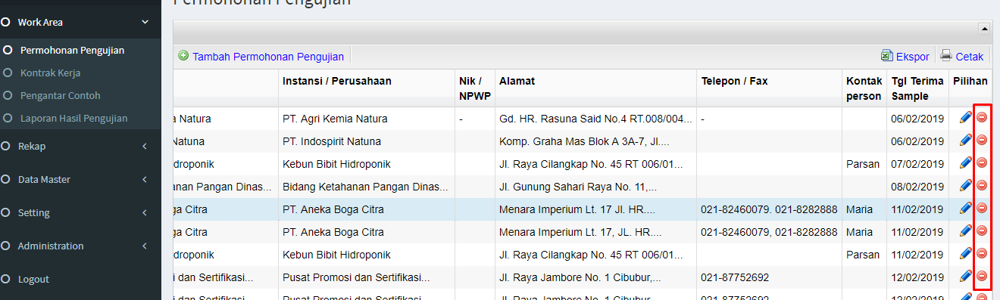 Permohonan Pengujian
Work Area
Permohonan Pengujian
Kontrak Kerja
Pengantar Contoh
Laporan Hasil Pengujian
Rekap
Data Master
Setting
Administration
Logout
Tambah Permohonan Pengujian Ekspor Cetak
Instansi / Perusahaan Nik / NPWP Alamat Telepon / Fax Kontak person Tgl Terima Sample Pilihan
a Natura PT. Agri Kemia Natura - Gd. HR. Rasuna Said No.4 RT.008/004... - 06/02/2019
Natuna PT. Indospirit Natuna Komp. Graha Mas Blok A 3A-7, Jl.... 06/02/2019
droponik Kebun Bibit Hidroponik Jl. Raya Cilangkap No. 45 RT 006/01... Parsan 07/02/2019
anan Pangan Dinas... Bidang Ketahanan Pangan Dinas... Jl. Gunung Sahari Raya No. 11,... 08/02/2019
ga Citra PT. Aneka Boga Citra Menara Imperium Lt. 17 Jl. HR.... 021-82460079. 021-8282888 Maria 11/02/2019
ga Citra PT. Aneka Boga Citra Menara Imperium Lt. 17, JL. HR.... 021-82460079, 021-8282888 Maria 11/02/2019
droponik Kebun Bibit Hidroponik Jl. Raya Cilangkap No. 45 RT 006/01... Parsan 11/02/2019
i dan Sertifikasi... Pusat Promosi dan Sertifikasi... Jl. Raya Jambore No. 1 Cibubur,... 021-87752692 12/02/2019
i dan Sertifikasi... Pusat Promosi dan Sertifikasi... Jl. Raya Jambore No. 1 Cibubur,... 021-87752692 12/02/2019